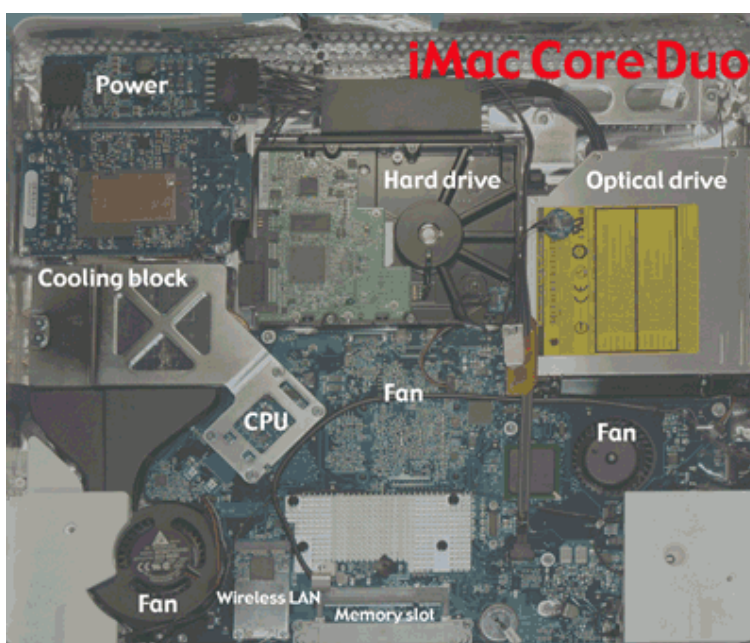 iMac Core Duo
Power
Hard drive
Optical drive
Cooling block
Fan
CPU
Fan
Fan
Wireless LAN
Memory slot